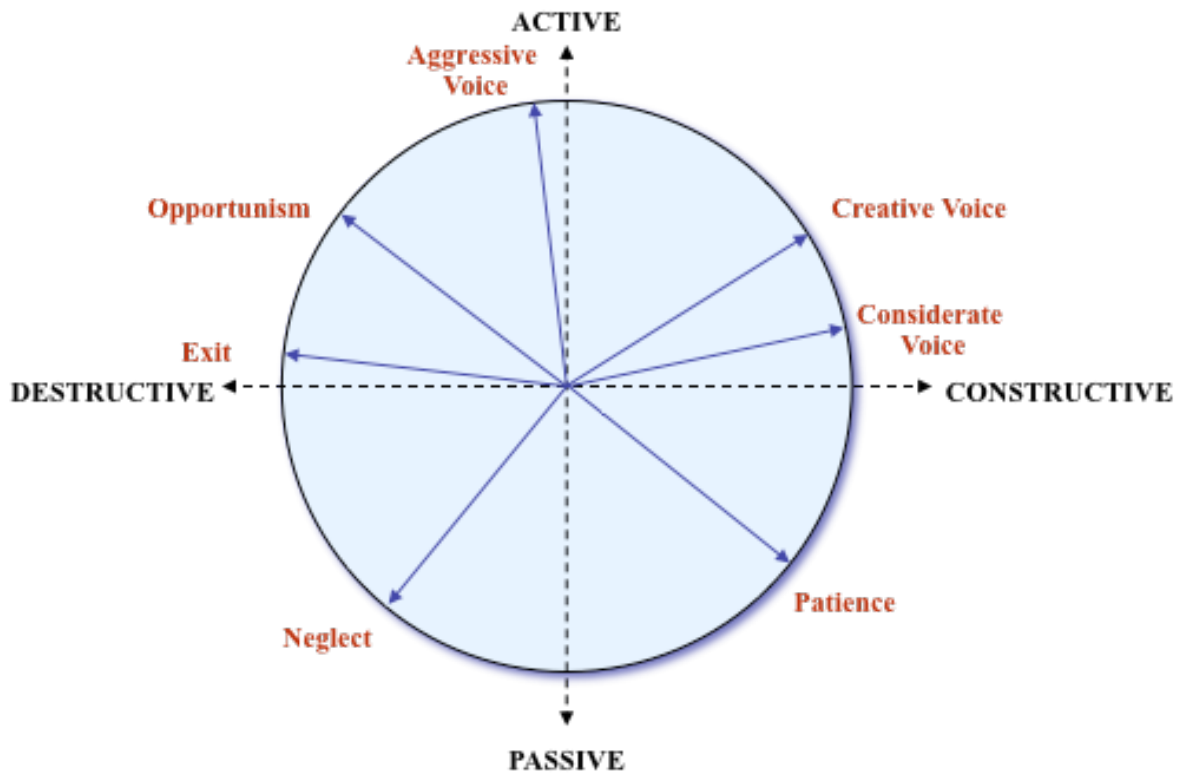 ACTIVE
Aggressive
Voice
Opportunism
Creative Voice
Considerate
Voice
Exit
DESTRUCTIVE
CONSTRUCTIVE
Patience
Neglect
PASSIVE